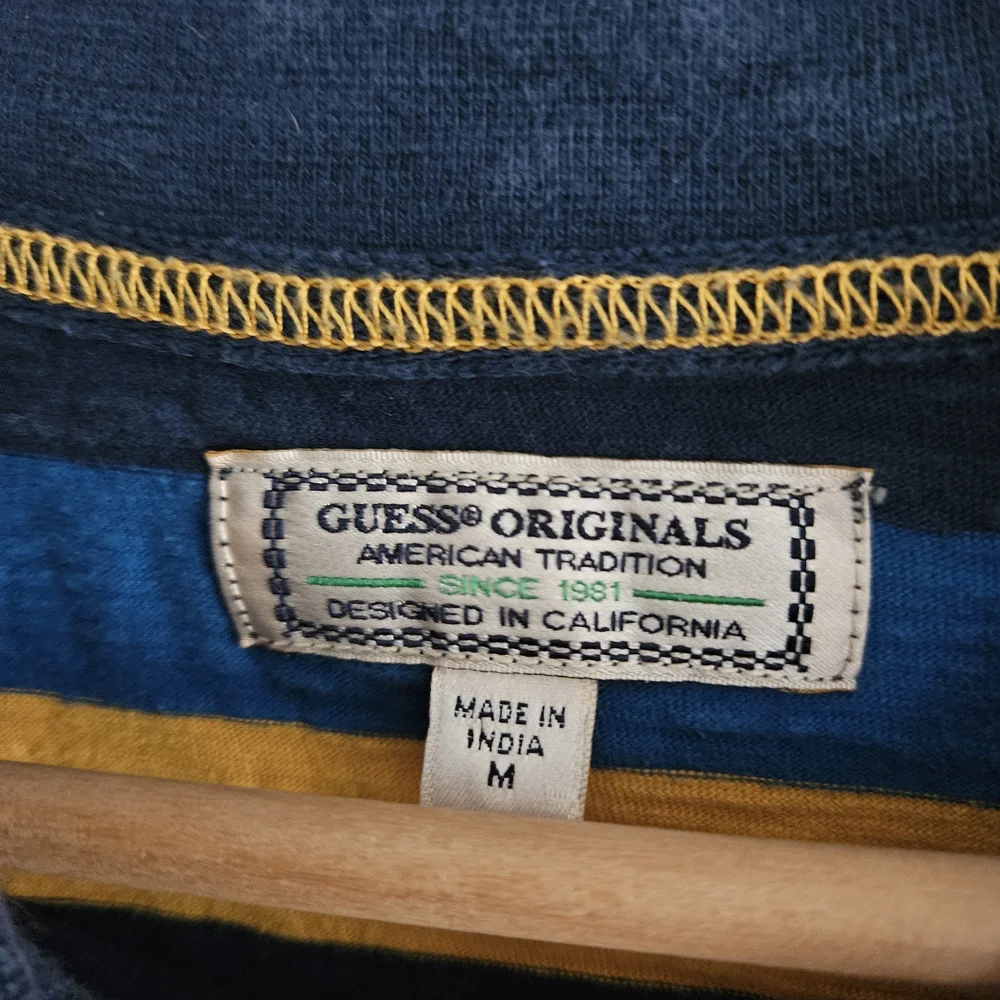 GUESS® ORIGINALS
AMERICAN TRADITION
SINCE 1981
DESIGNED IN CALIFORNIA
MADE IN
INDIA
M